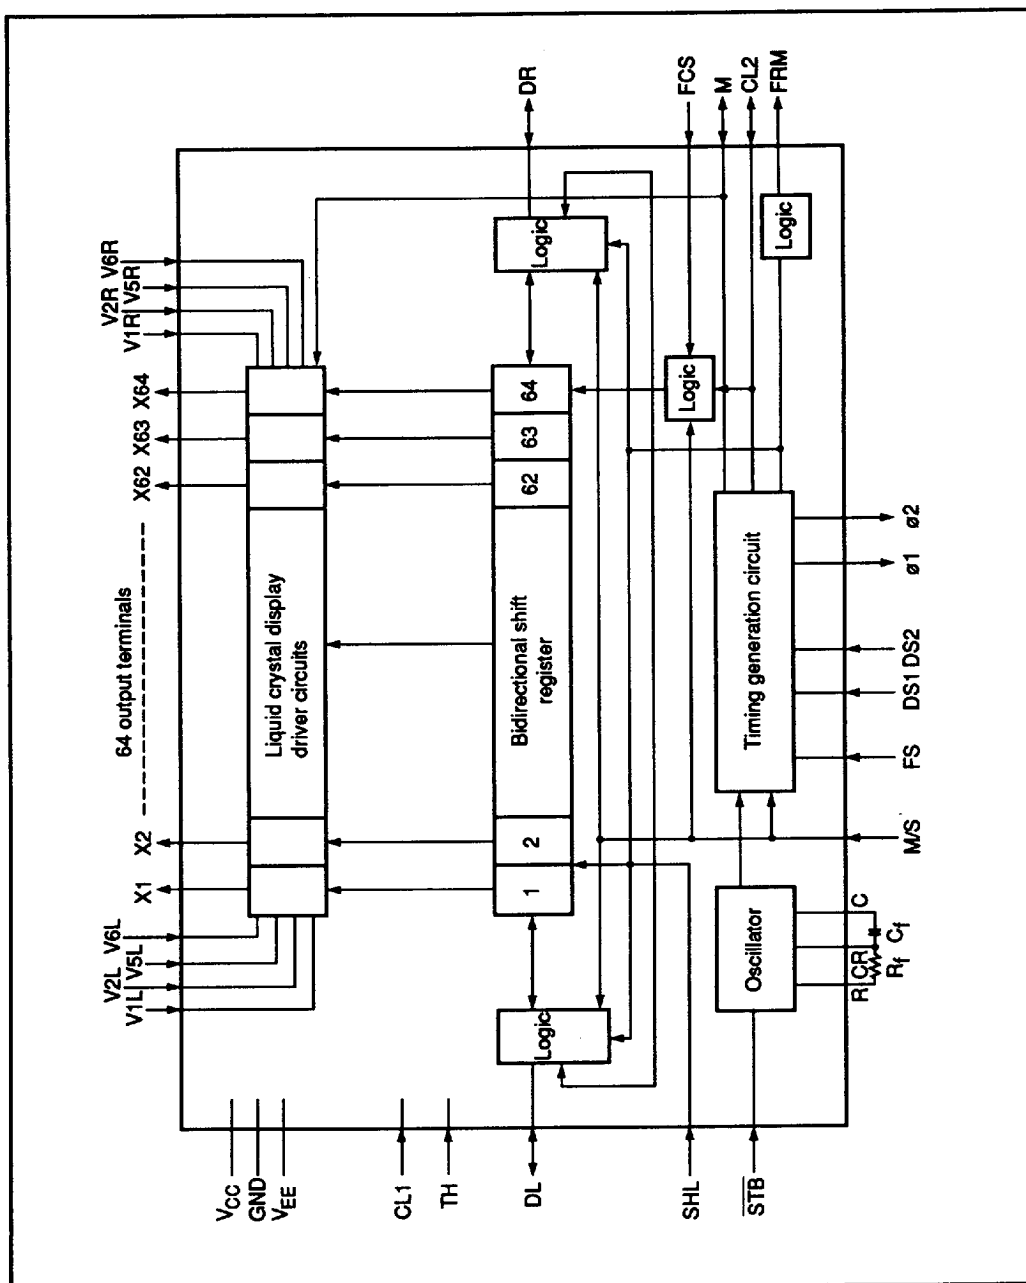 64 output terminals
X1
X2
X62
X63
X64
V1L
V2L
V5L
V6L
V1R
V2R
V5R
V6R
VCC
GND
VEE
Liquid crystal display
driver circuits
CL1
TH
DL
Logic
1
2
Bidirectional shift
register
62
63
64
Logic
DR
SHL
Logic
FCS
STB
Oscillator
Timing generation circuit
Logic
M
CL2
FRM
R
CR
C
Rf
Cf
M/S
FS
DS1
DS2
ø1
ø2